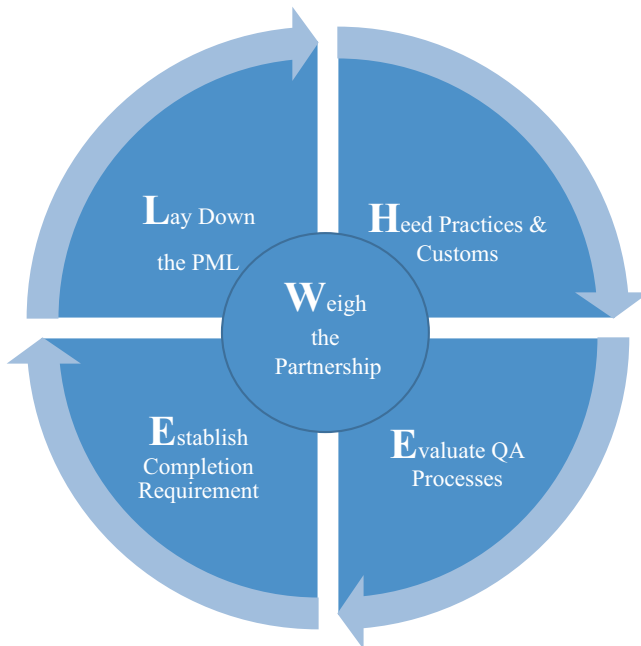 Weigh
the
Partnership
Heed Practices &
Customs
Evaluate QA
Processes
Establish
Completion
Requirement
Lay Down
the PML